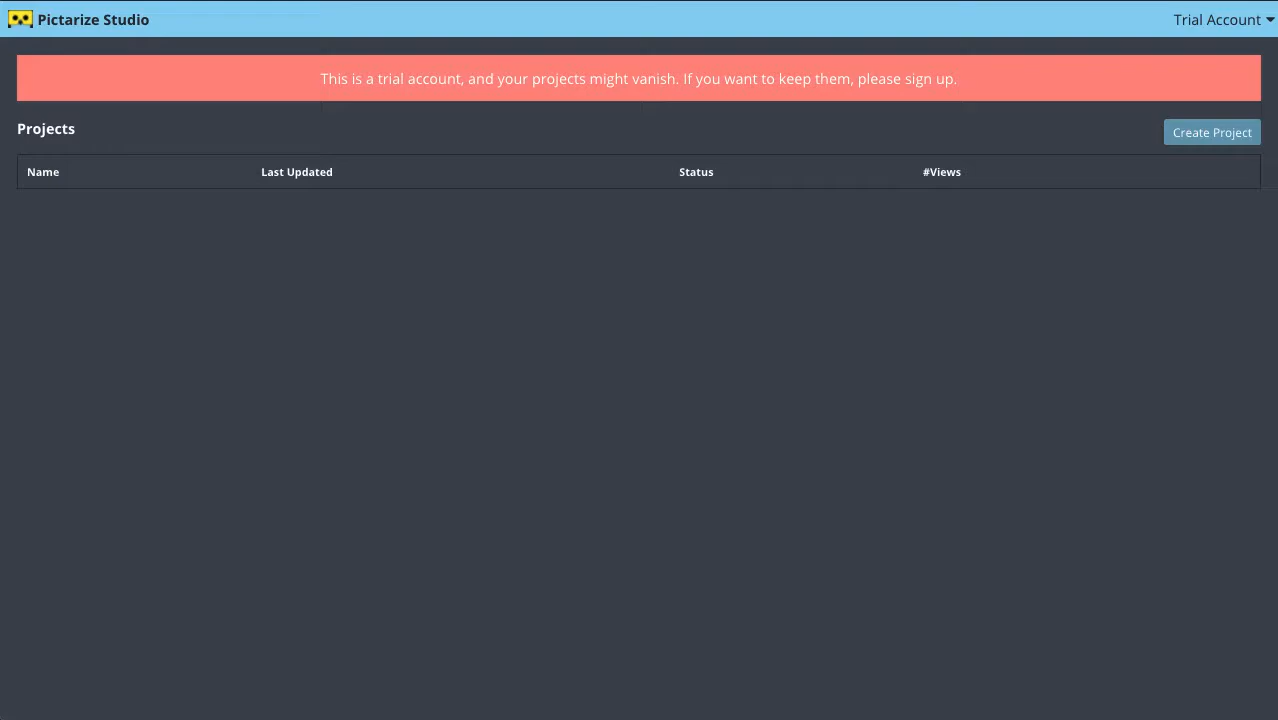 Pictarize Studio
Trial Account
This is a trial account, and your projects might vanish. If you want to keep them, please sign up.
Projects
Create Project
Name Last Updated Status #Views